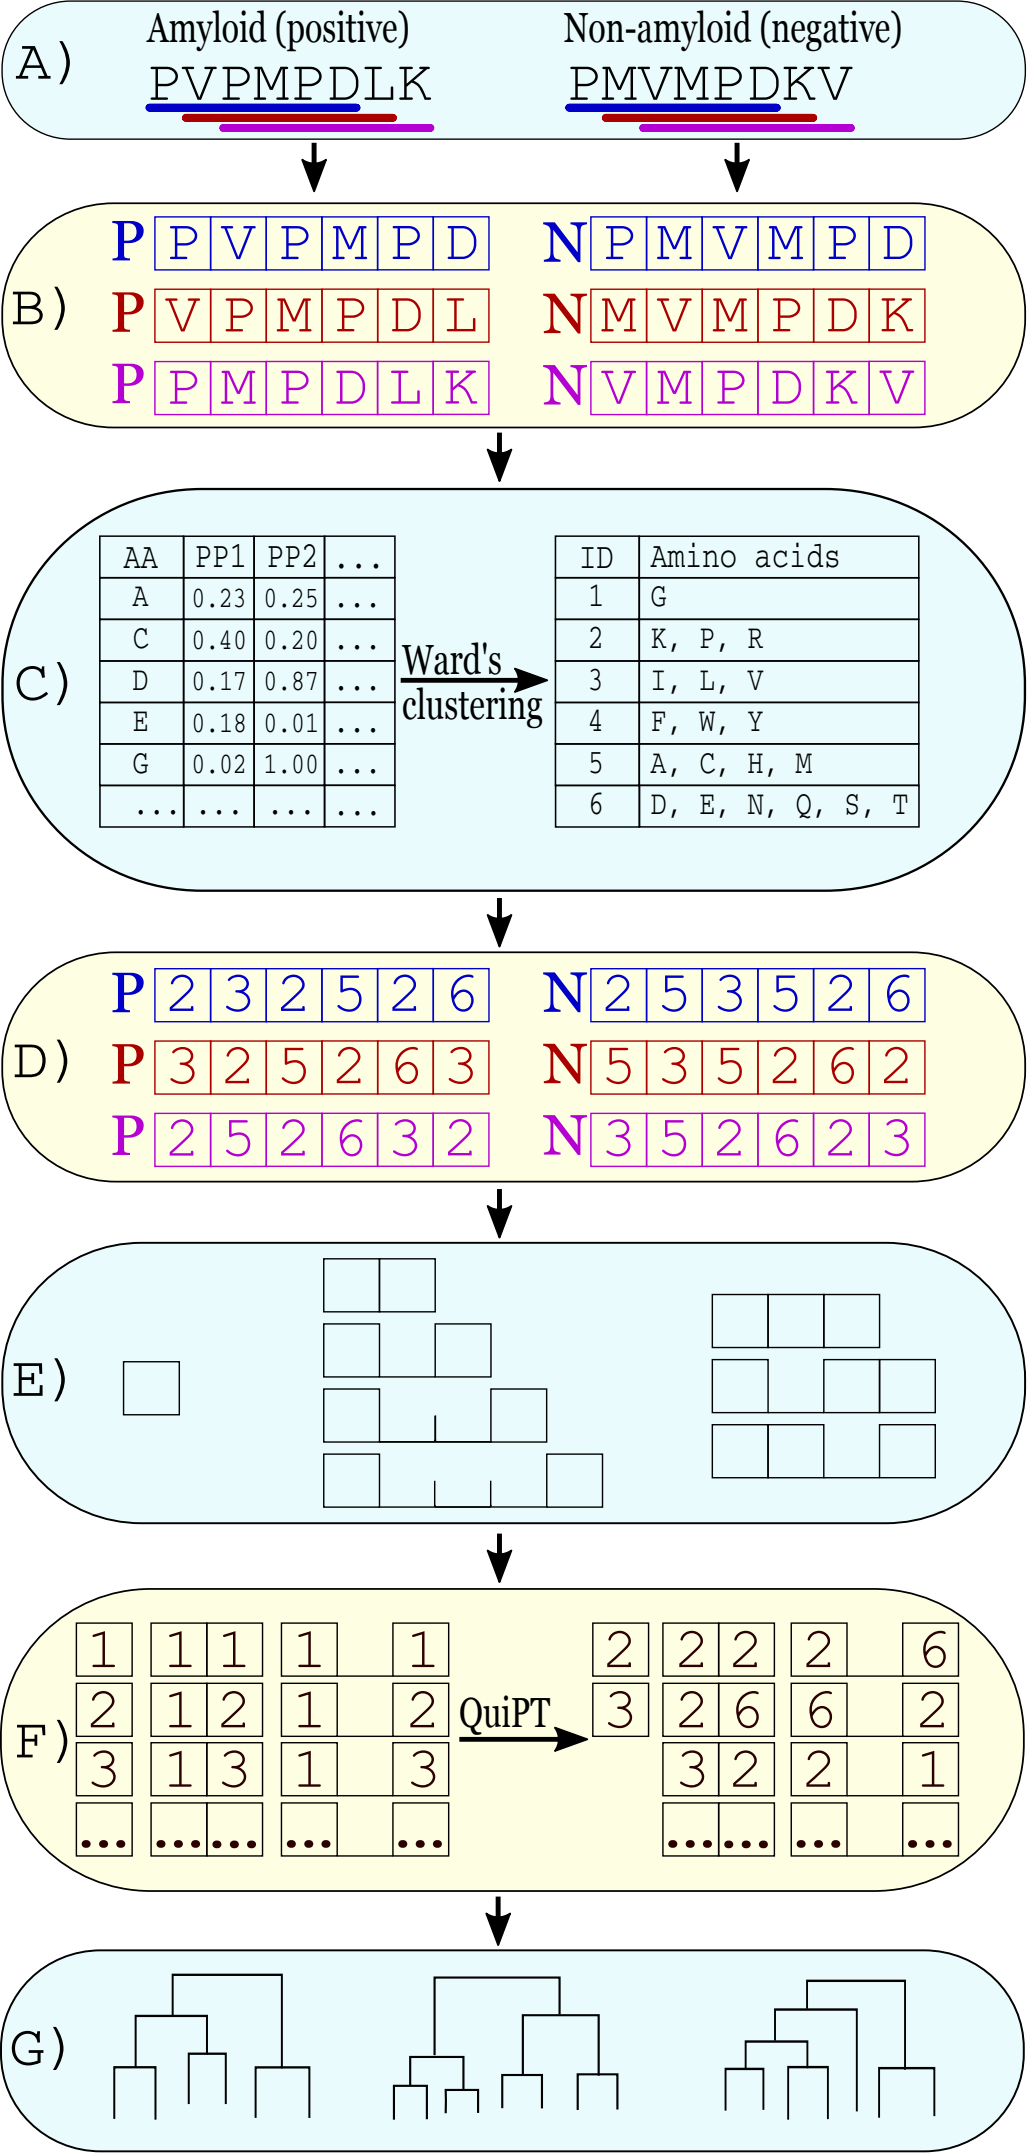 A)
Amyloid (positive) Non-amyloid (negative)
PVPMPDLK PMVMPDKV
B)
P P V P M P D N P M V M P D
P V P M P D L N M V M P D K
P P M P D L K N V M P D K V
C)
AA PP1 PP2 ...
A 0.23 0.25 ...
C 0.40 0.20 ...
D 0.17 0.87 ...
E 0.18 0.01 ...
G 0.02 1.00 ...
... ... ... ...
Ward's
clustering
ID Amino acids
1 G
2 K, P, R
3 I, L, V
4 F, W, Y
5 A, C, H, M
6 D, E, N, Q, S, T
D)
P 2 3 2 5 2 6 N 2 5 3 5 2 6
P 3 2 5 2 6 3 N 5 3 5 2 6 2
P 2 5 2 6 3 2 N 3 5 2 6 2 3
E)
F)
1 1 1 1 1
2 1 2 1 2
3 1 3 1 3
... ... ... ... ...
QuiPT
2 2 2 2 6
3 2 6 6 2
3 2 2 1
... ... ... ...
G)